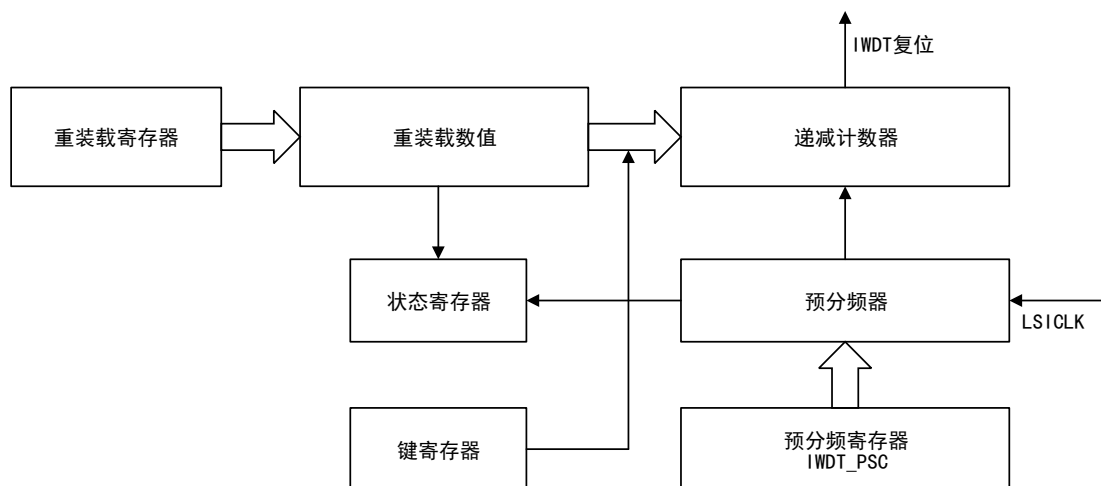 IWDT复位
重装载寄存器
重装载数值
递减计数器
状态寄存器
预分频器
LSICLK
键寄存器
预分频寄存器
IWDT_PSC